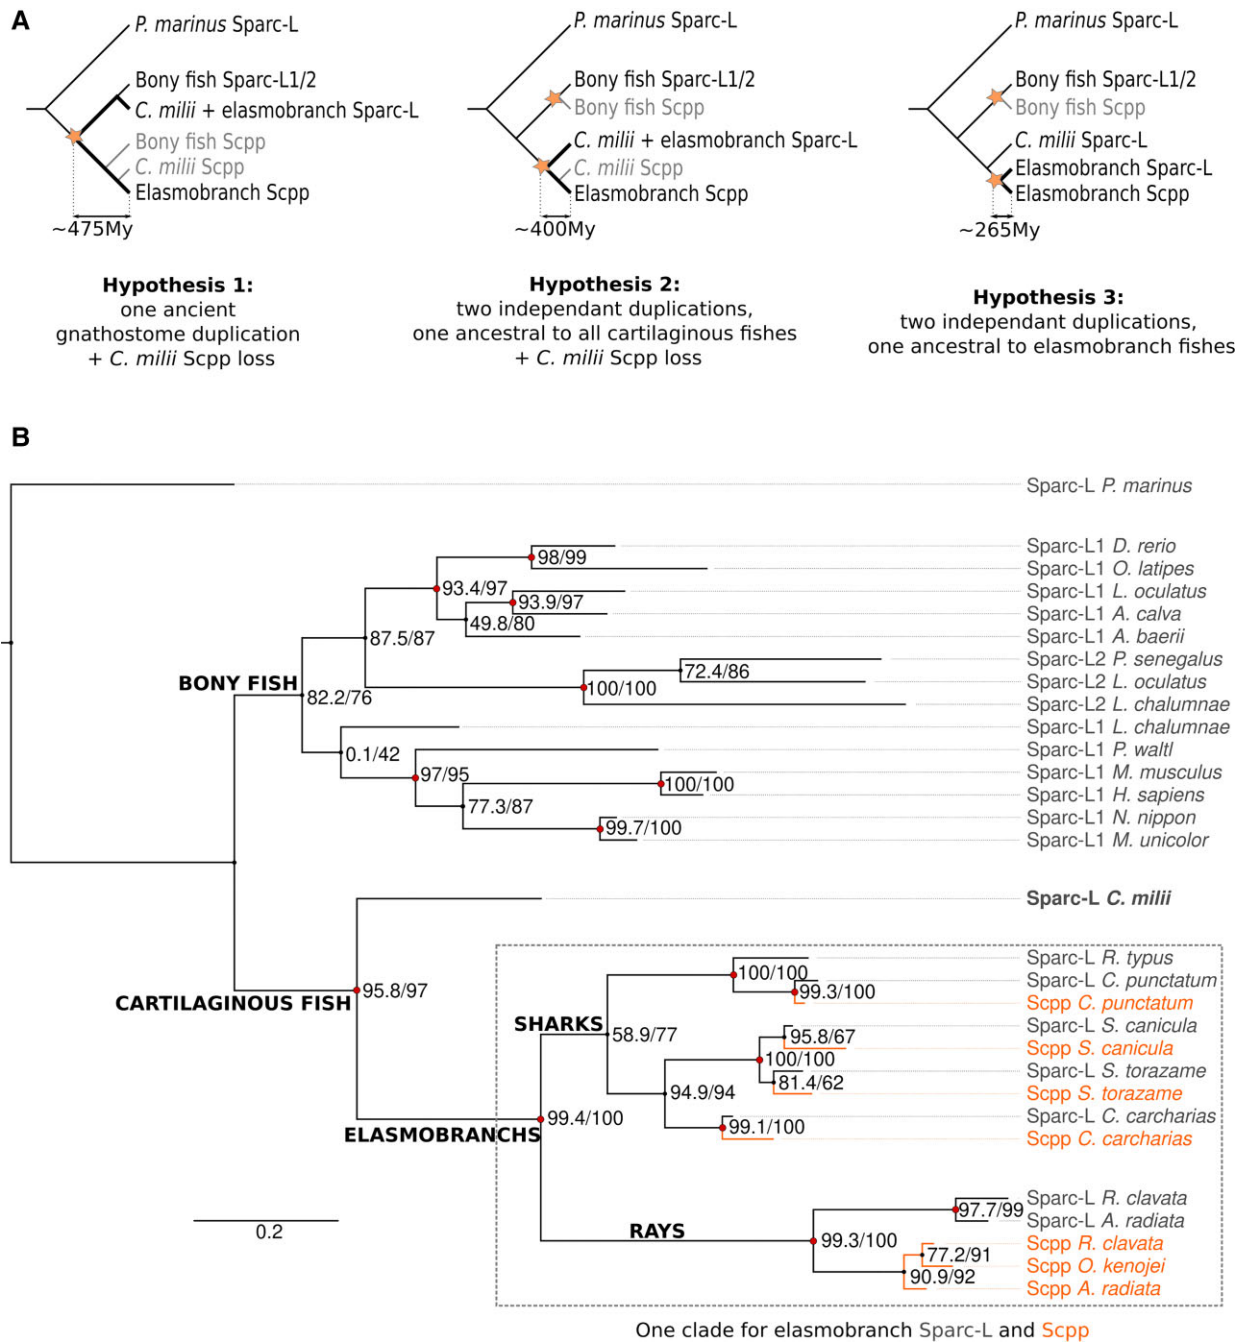 A
P. marinus Sparc-L
Bony fish Sparc-L1/2
C. milii + elasmobranch Sparc-L
Bony fish Scpp
C. milii Scpp
Elasmobranch Scpp
~475My
Hypothesis 1:
one ancient
gnathostome duplication
+ C. milii Scpp loss
P. marinus Sparc-L
Bony fish Sparc-L1/2
Bony fish Scpp
C. milii + elasmobranch Sparc-L
C. milii Scpp
Elasmobranch Scpp
~400My
Hypothesis 2:
two independant duplications,
one ancestral to all cartilaginous fishes
+ C. milii Scpp loss
P. marinus Sparc-L
Bony fish Sparc-L1/2
Bony fish Scpp
C. milii Sparc-L
Elasmobranch Sparc-L
Elasmobranch Scpp
~265My
Hypothesis 3:
two independant duplications,
one ancestral to elasmobranch fishes
B
Sparc-L P. marinus
Sparc-L1 D. rerio
98/99
Sparc-L1 O. latipes
93.4/97
Sparc-L1 L. oculatus
93.9/97
Sparc-L1 A. calva
49.8/80
Sparc-L1 A. baerii
87.5/87
Sparc-L2 P. senegalus
72.4/86
Sparc-L2 L. oculatus
100/100
Sparc-L2 L. chalumnae
BONY FISH
82.2/76
Sparc-L1 L. chalumnae
0.1/42
Sparc-L1 P. waltl
97/95
Sparc-L1 M. musculus
100/100
Sparc-L1 H. sapiens
77.3/87
Sparc-L1 N. nippon
99.7/100
Sparc-L1 M. unicolor
Sparc-L C. milii
CARTILAGINOUS FISH
95.8/97
Sparc-L R. typus
100/100
Sparc-L C. punctatum
99.3/100
Scpp C. punctatum
SHARKS
58.9/77
Sparc-L S. canicula
95.8/67
Scpp S. canicula
100/100
Sparc-L S. torazame
81.4/62
Scpp S. torazame
94.9/94
Sparc-L C. carcharias
99.1/100
Scpp C. carcharias
ELASMOBRANCHS
99.4/100
Sparc-L R. clavata
97.7/99
Sparc-L A. radiata
RAYS
99.3/100
Scpp R. clavata
77.2/91
Scpp O. kenojei
90.9/92
Scpp A. radiata
0.2
One clade for elasmobranch Sparc-L and Scpp